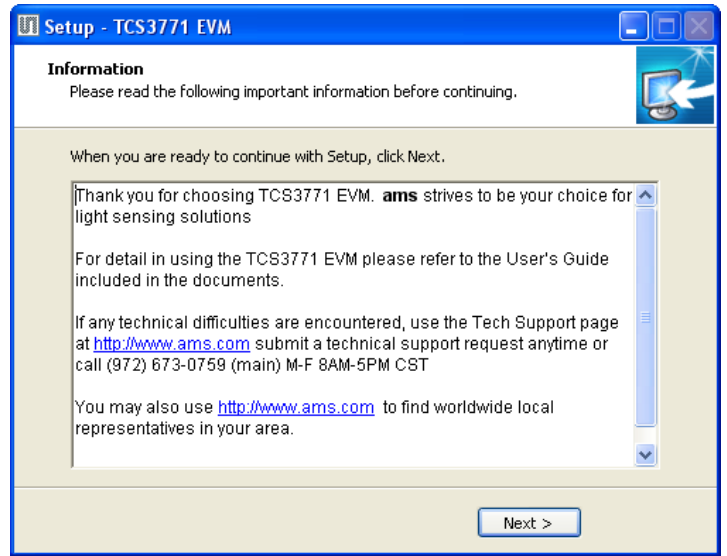 Setup - TCS3771 EVM
Information
Please read the following important information before continuing.
When you are ready to continue with Setup, click Next.
Thank you for choosing TCS3771 EVM. ams strives to be your choice for
light sensing solutions
For detail in using the TCS3771 EVM please refer to the User's Guide
included in the documents.
If any technical difficulties are encountered, use the Tech Support page
at http://www.ams.com submit a technical support request anytime or
call (972) 673-0759 (main) M-F 8AM-5PM CST
You may also use http://www.ams.com to find worldwide local
representatives in your area.
Next >